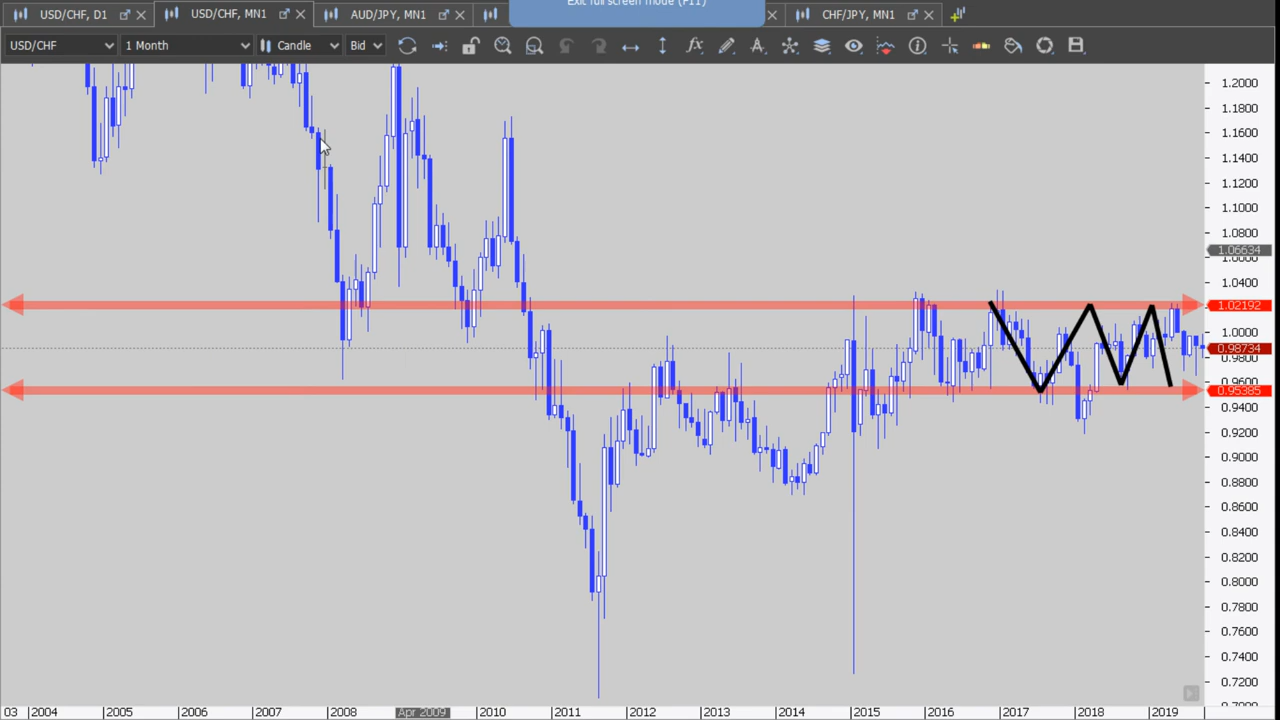 Exit full screen mode (F11)
USD/CHF, D1
USD/CHF, MN1
AUD/JPY, MN1
CHF/JPY, MN1
USD/CHF
1 Month
Candle
Bid
1.2000
1.1800
1.1600
1.1400
1.1200
1.1000
1.0800
1.06634
1.0600
1.0400
1.02192
1.0000
0.98734
0.9800
0.9600
0.95385
0.9400
0.9200
0.9000
0.8800
0.8600
0.8400
0.8200
0.8000
0.7800
0.7600
0.7400
0.7200
03 2004 2005 2006 2007 2008 Apr 2009 2010 2011 2012 2013 2014 2015 2016 2017 2018 2019